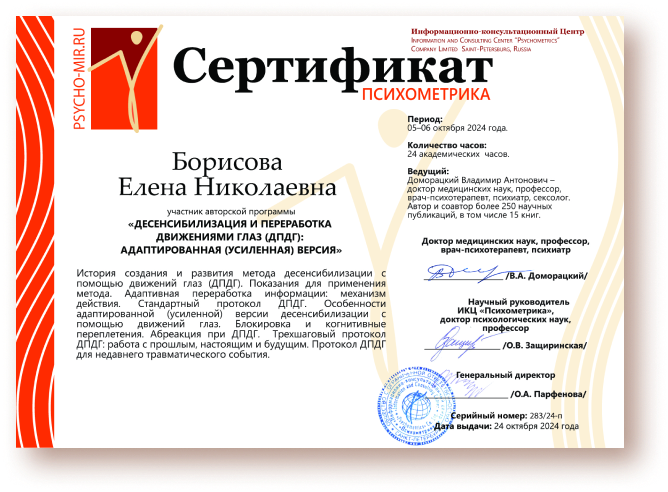 PSYCHO-MIR.RU
Информационно-консультационный Центр
Information and Consulting Center "Psychometrics"
Company Limited Saint-Petersburg, Russia
Сертификат
ПСИХОМЕТРИКА
Борисова
Елена Николаевна
участник авторской программы
«ДЕСЕНСИБИЛИЗАЦИЯ И ПЕРЕРАБОТКА
ДВИЖЕНИЯМИ ГЛАЗ (ДПДГ):
АДАПТИРОВАННАЯ (УСИЛЕННАЯ) ВЕРСИЯ»
История создания и развития метода десенсибилизации с
помощью движений глаз (ДПДГ). Показания для применения
метода. Адаптивная переработка информации: механизм
действия. Стандартный протокол ДПДГ. Особенности
адаптированной (усиленной) версии десенсибилизации с
помощью движений глаз. Блокировка и когнитивные
переплетения. Абреакция при ДПДГ. Трехшаговый протокол
ДПДГ: работа с прошлым, настоящим и будущим. Протокол ДПДГ
для недавнего травматического события.
Период:
05–06 октября 2024 года.
Количество часов:
24 академических часов.
Ведущий:
Доморацкий Владимир Антонович –
доктор медицинских наук, профессор,
врач-психотерапевт, психиатр, сексолог.
Автор и соавтор более 250 научных
публикаций, в том числе 15 книг.
Доктор медицинских наук, профессор,
врач-психотерапевт, психиатр
/В.А. Доморацкий/
Научный руководитель
ИКЦ «Психометрика»,
доктор психологических наук,
профессор
/О.В. Защиринская/
Генеральный директор
/О.А. Парфенова/
Серийный номер: 283/24-п
Дата выдачи: 24 октября 2024 года